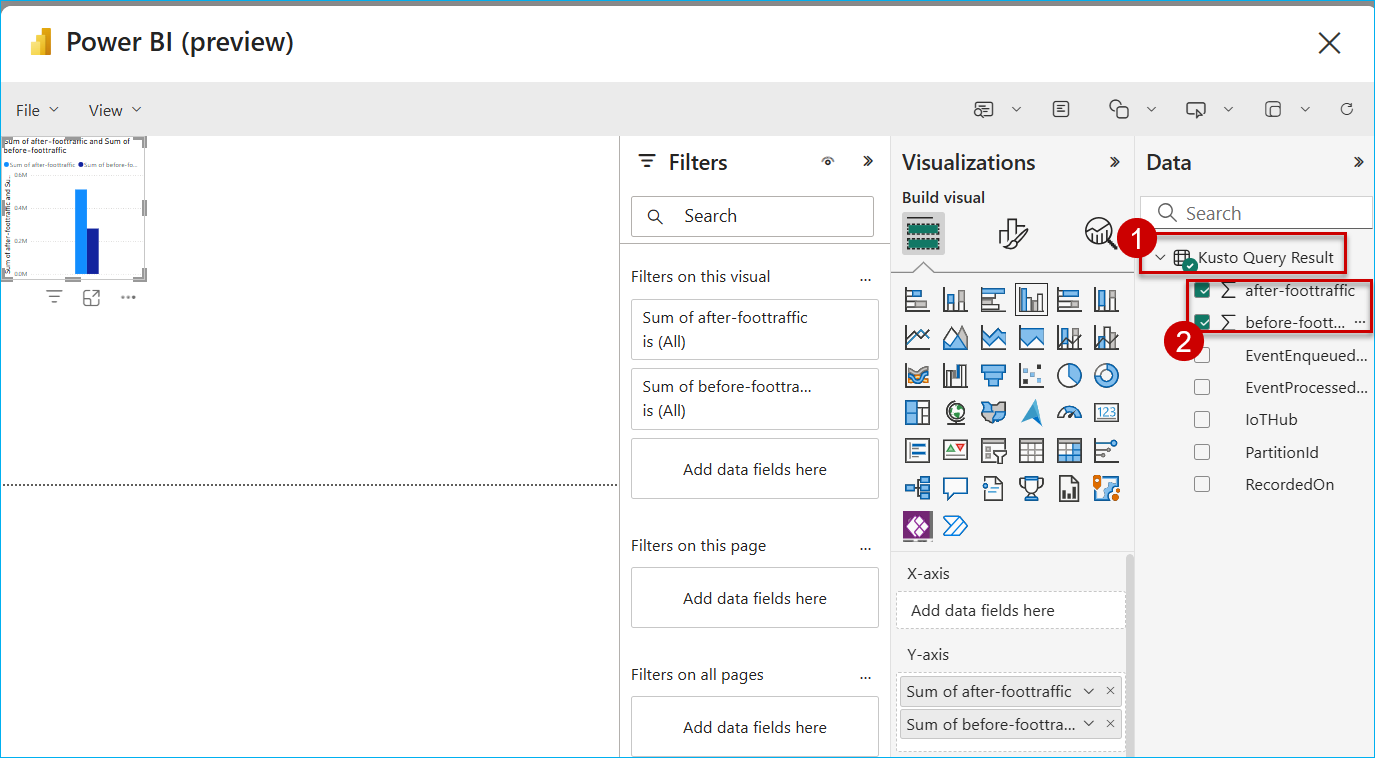 Power BI (preview)
File
View
Sum of after-foottraffic and Sum of
before-foottraffic
Sum of after-foottraffic
Sum of before-fo...
Sum of after-foottraffic and Su...
0.6M
0.4M
0.2M
0.0M
Filters
Search
Filters on this visual
...
Sum of after-foottraffic
is (All)
Sum of before-foottra...
is (All)
Add data fields here
Filters on this page
...
Add data fields here
Filters on all pages
...
Add data fields here
Visualizations
Build visual
123
X-axis
Add data fields here
Y-axis
Sum of after-foottraffic
Sum of before-foottra...
Data
Search
1
Kusto Query Result
after-foottraffic
before-foott...
...
2
EventEnqueued...
EventProcessed...
IoTHub
PartitionId
RecordedOn